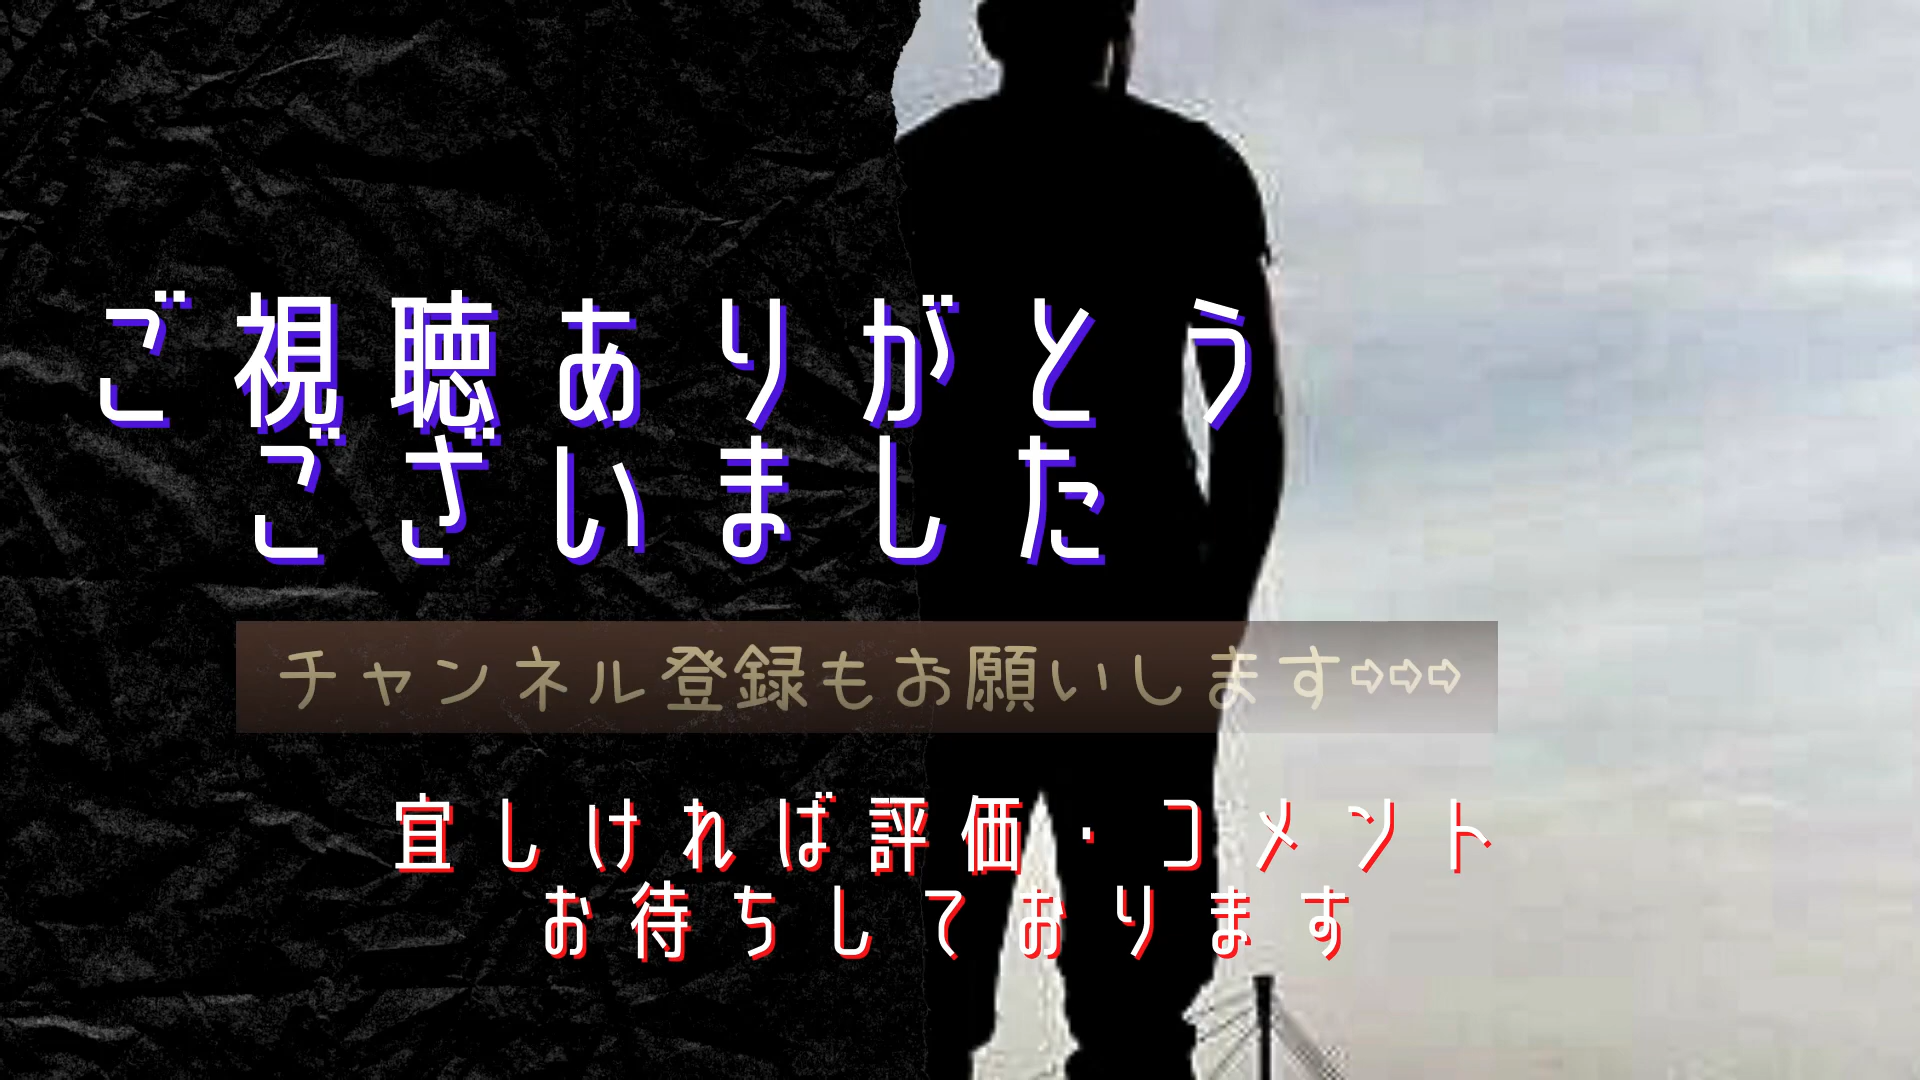 ご視聴ありがとう
ございました
チャンネル登録もお願いします⇨⇨⇨
宜しければ評価・コメント
お待ちしております